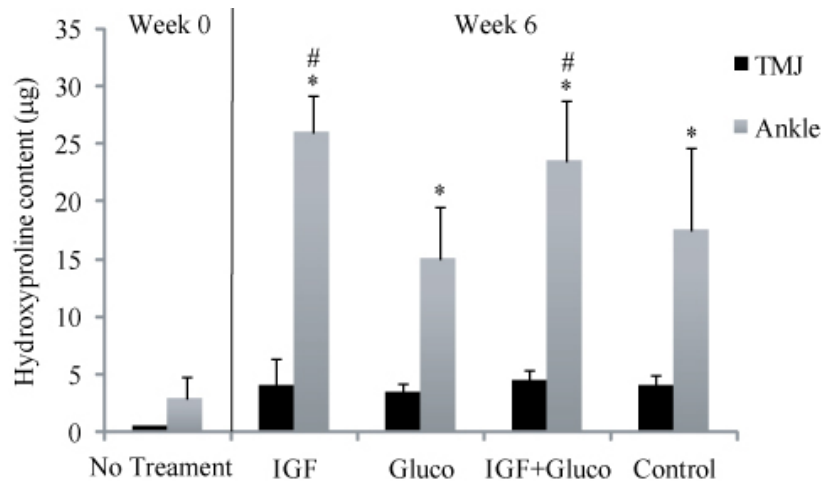 Week 0
Week 6
35
30
25
20
15
10
5
0
Hydroxyproline content (µg)
#
*
*
#
*
*
TMJ
Ankle
No Treament
IGF
Gluco
IGF+Gluco
Control